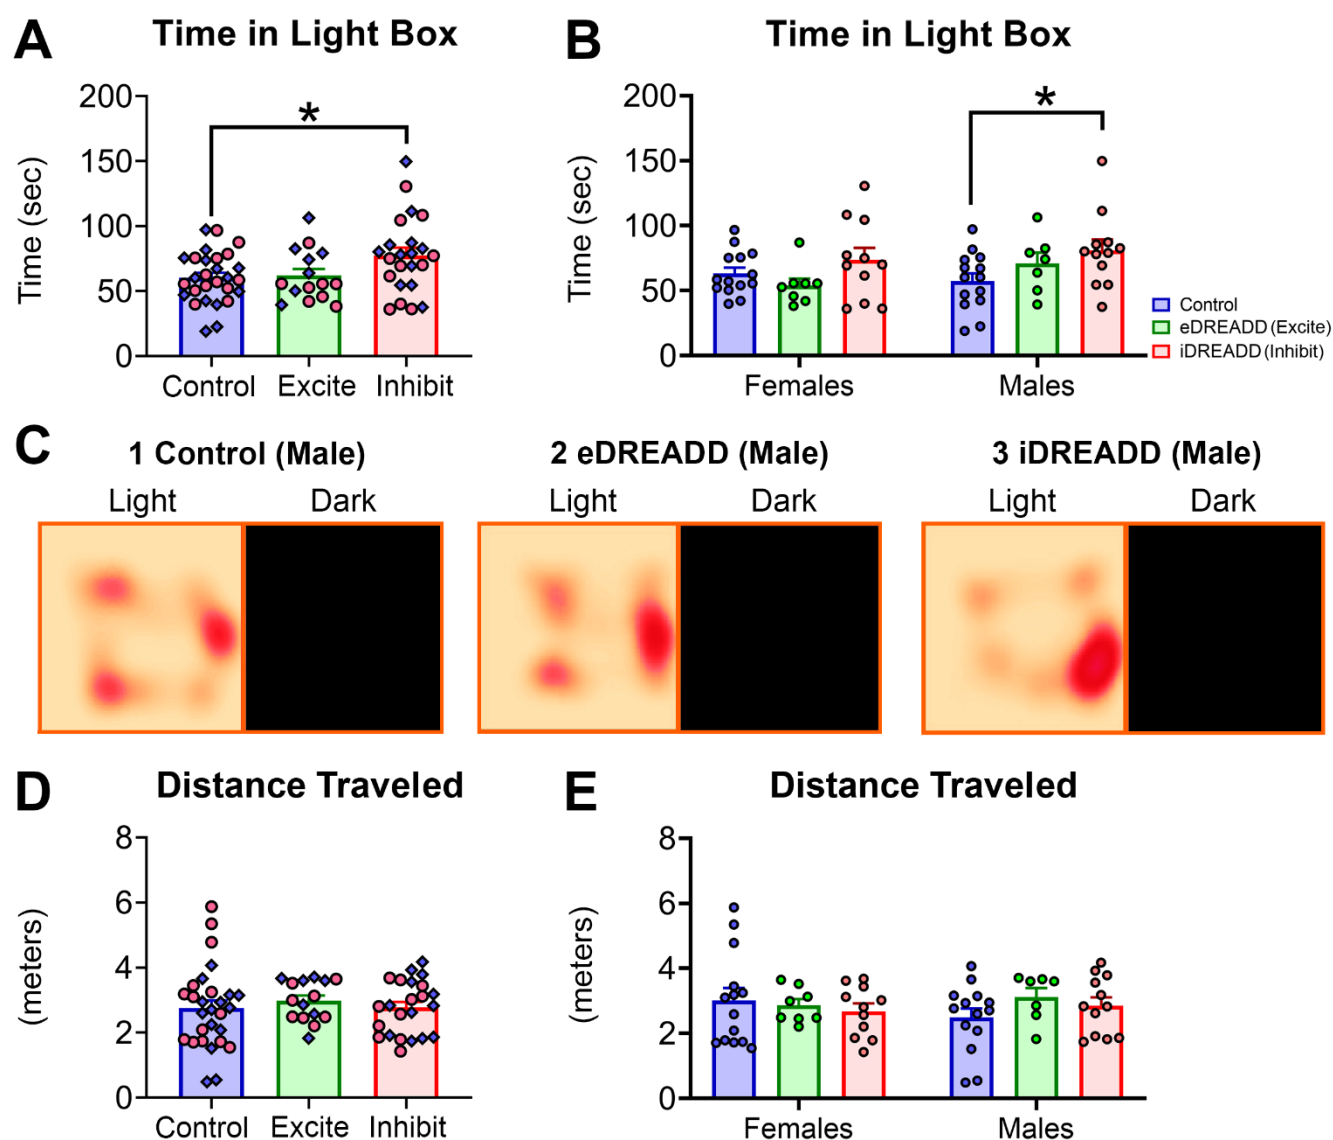 A Time in Light Box
Time (sec)
200
150
100
50
0
*
Control Excite Inhibit
B Time in Light Box
Time (sec)
200
150
100
50
0
*
Females Males
Control
eDREADD (Excite)
iDREADD (Inhibit)
C
1 Control (Male)
Light Dark
2 eDREADD (Male)
Light Dark
3 iDREADD (Male)
Light Dark
D Distance Traveled
(meters)
8
6
4
2
0
Control Excite Inhibit
E Distance Traveled
(meters)
8
6
4
2
0
Females Males